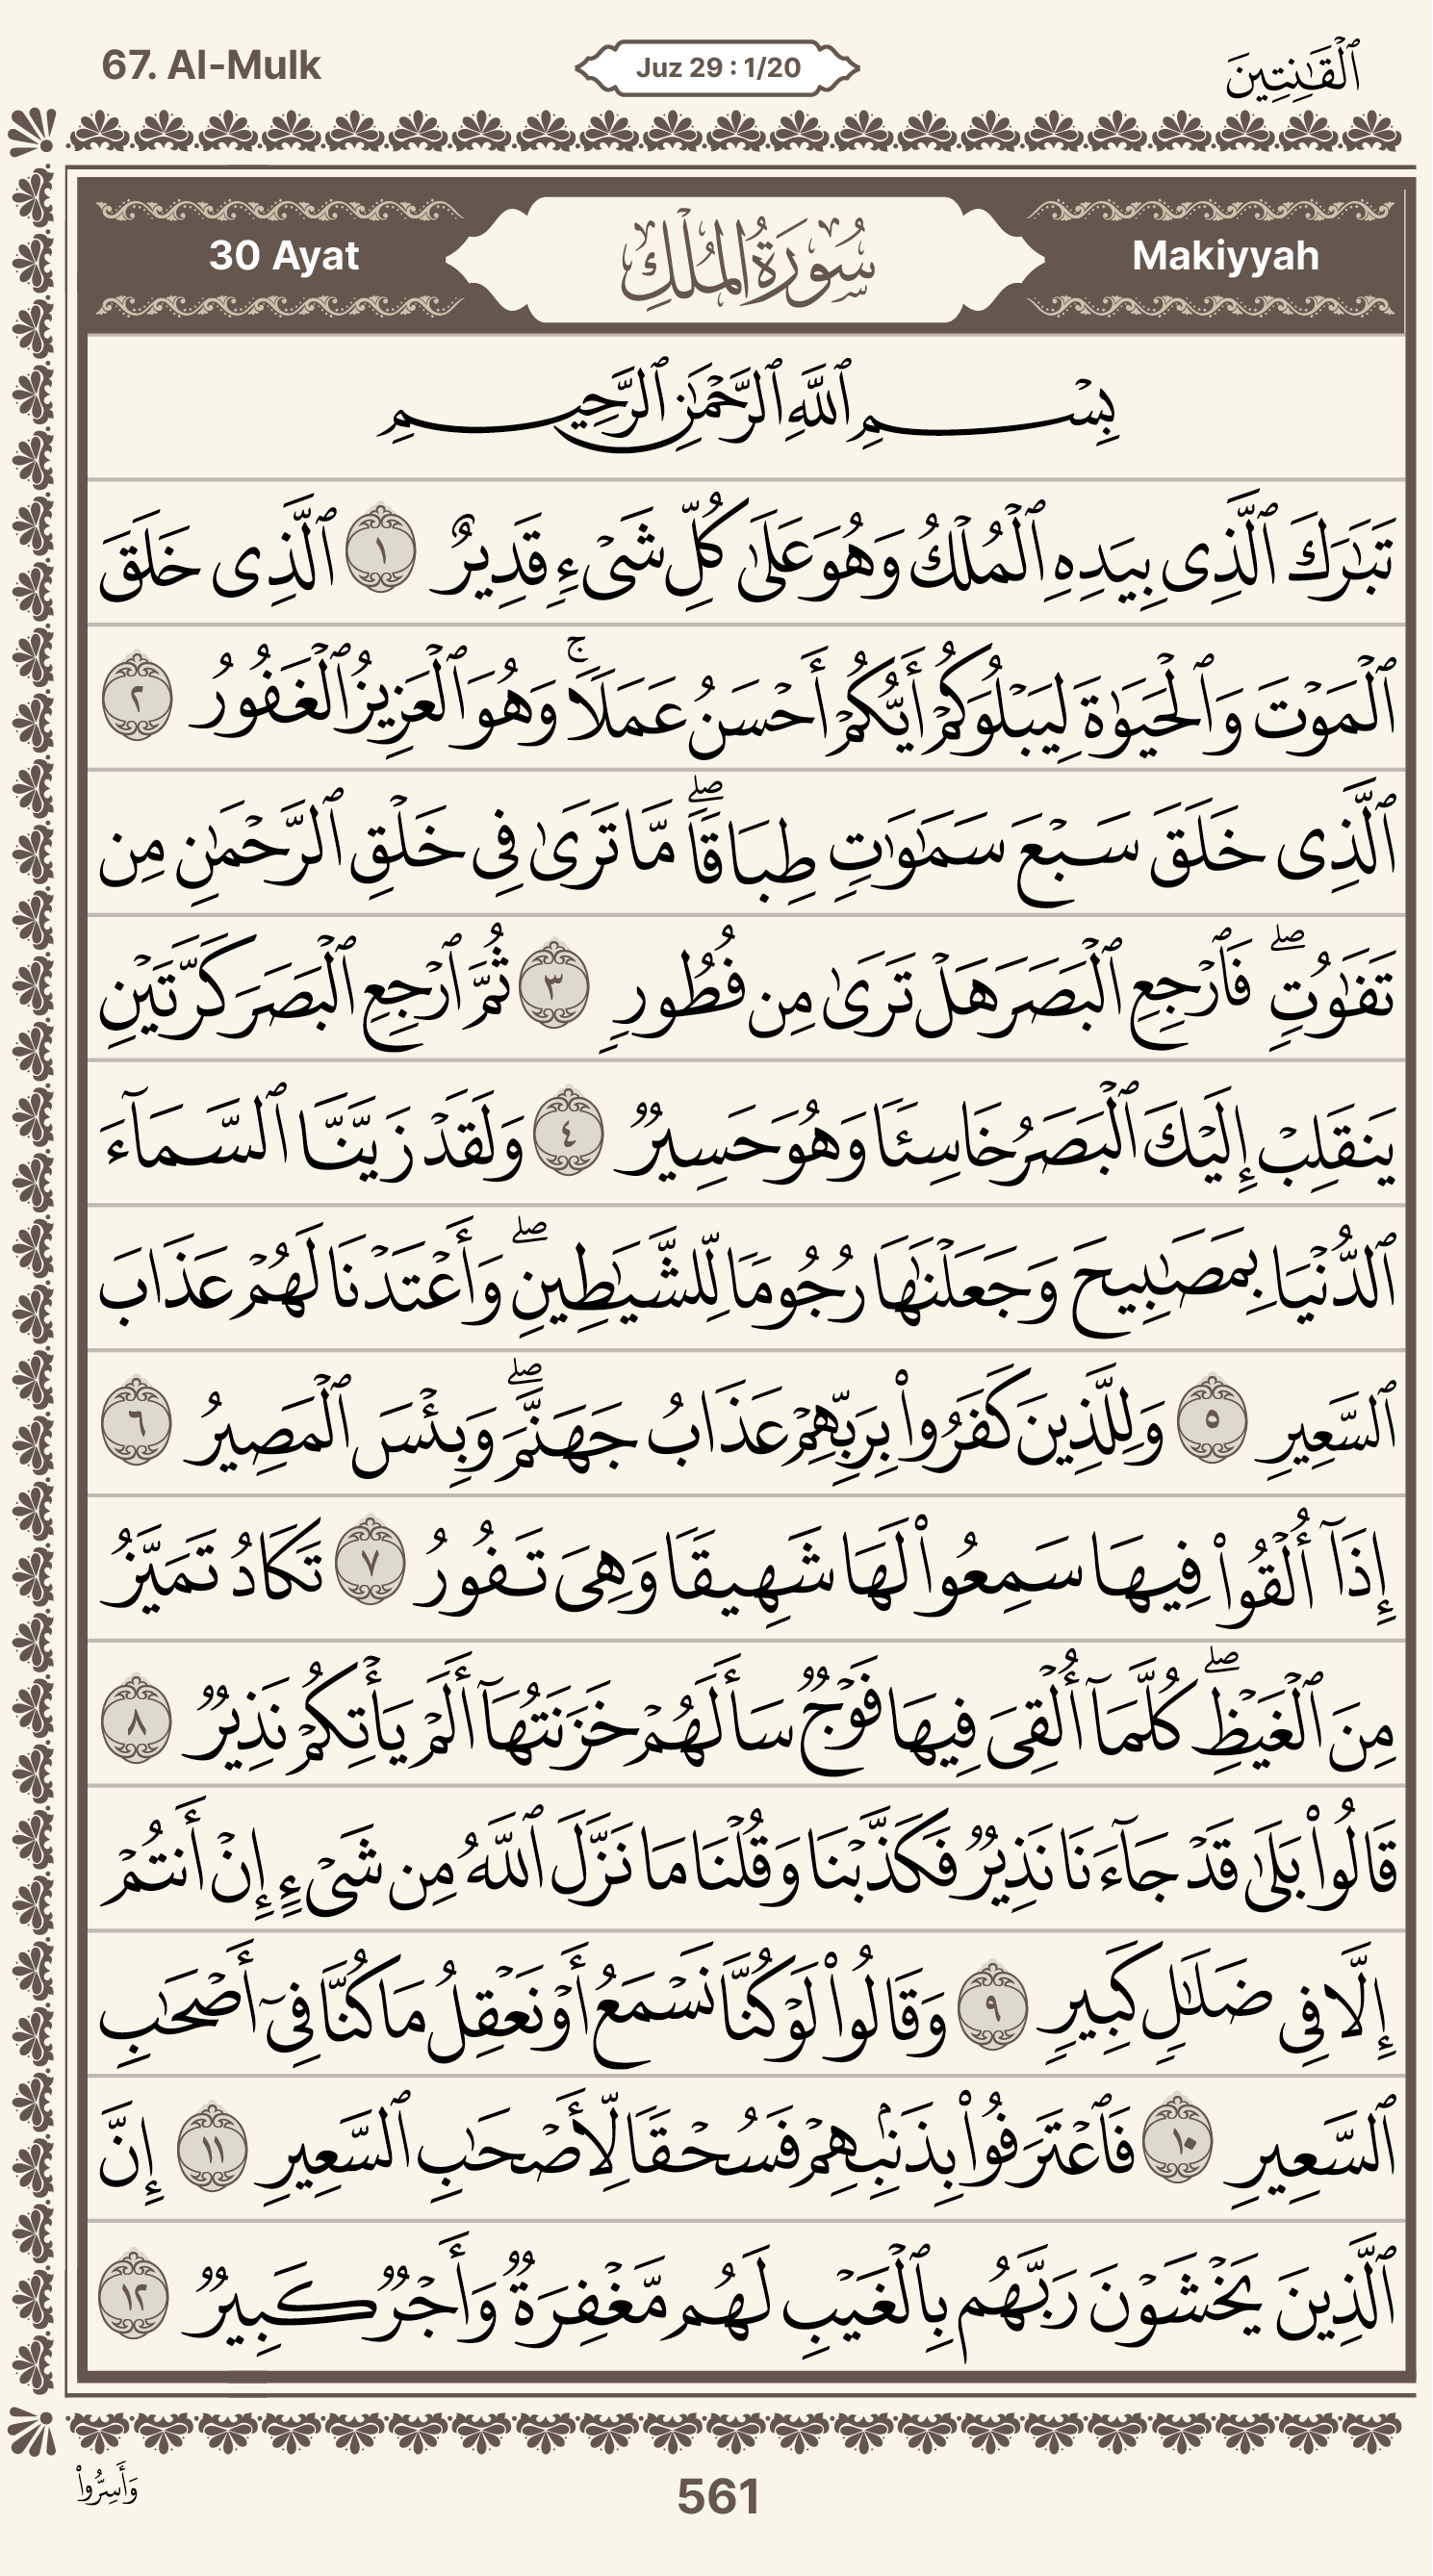 67. Al-Mulk
Juz 29 : 1/20
ٱلْقَـٰنِتِينَ
30 Ayat
سُورَةُ الْمُلْكِ
Makiyyah
بِسْمِ ٱللَّهِ ٱلرَّحْمَـٰنِ ٱلرَّحِيمِ
تَبَـٰرَكَ ٱلَّذِى بِيَدِهِ ٱلْمُلْكُ وَهُوَ عَلَىٰ كُلِّ شَىْءٍ قَدِيرٌ ١ ٱلَّذِى خَلَقَ
ٱلْمَوْتَ وَٱلْحَيَوٰةَ لِيَبْلُوَكُمْ أَيُّكُمْ أَحْسَنُ عَمَلًا ۚ وَهُوَ ٱلْعَزِيزُ ٱلْغَفُورُ ٢
ٱلَّذِى خَلَقَ سَبْعَ سَمَـٰوَٰتٍ طِبَاقًا ۖ مَّا تَرَىٰ فِى خَلْقِ ٱلرَّحْمَـٰنِ مِن
تَفَـٰوُتٍ ۖ فَٱرْجِعِ ٱلْبَصَرَ هَلْ تَرَىٰ مِن فُطُورٍ ٣ ثُمَّ ٱرْجِعِ ٱلْبَصَرَ كَرَّتَيْنِ
يَنقَلِبْ إِلَيْكَ ٱلْبَصَرُ خَاسِئًا وَهُوَ حَسِيرٌ ٤ وَلَقَدْ زَيَّنَّا ٱلسَّمَآءَ
ٱلدُّنْيَا بِمَصَـٰبِيحَ وَجَعَلْنَـٰهَا رُجُومًا لِّلشَّيَـٰطِينِ ۖ وَأَعْتَدْنَا لَهُمْ عَذَابَ
ٱلسَّعِيرِ ٥ وَلِلَّذِينَ كَفَرُوا۟ بِرَبِّهِمْ عَذَابُ جَهَنَّمَ ۖ وَبِئْسَ ٱلْمَصِيرُ ٦
إِذَآ أُلْقُوا۟ فِيهَا سَمِعُوا۟ لَهَا شَهِيقًا وَهِىَ تَفُورُ ٧ تَكَادُ تَمَيَّزُ
مِنَ ٱلْغَيْظِ ۖ كُلَّمَآ أُلْقِىَ فِيهَا فَوْجٌ سَأَلَهُمْ خَزَنَتُهَآ أَلَمْ يَأْتِكُمْ نَذِيرٌ ٨
قَالُوا۟ بَلَىٰ قَدْ جَآءَنَا نَذِيرٌ فَكَذَّبْنَا وَقُلْنَا مَا نَزَّلَ ٱللَّهُ مِن شَىْءٍ إِنْ أَنتُمْ
إِلَّا فِى ضَلَـٰلٍ كَبِيرٍ ٩ وَقَالُوا۟ لَوْ كُنَّا نَسْمَعُ أَوْ نَعْقِلُ مَا كُنَّا فِىٓ أَصْحَـٰبِ
ٱلسَّعِيرِ ١٠ فَٱعْتَرَفُوا۟ بِذَنۢبِهِمْ فَسُحْقًا لِّأَصْحَـٰبِ ٱلسَّعِيرِ ١١ إِنَّ
ٱلَّذِينَ يَخْشَوْنَ رَبَّهُم بِٱلْغَيْبِ لَهُم مَّغْفِرَةٌ وَأَجْرٌ كَبِيرٌ ١٢
وَأَسِرُّوا۟
561